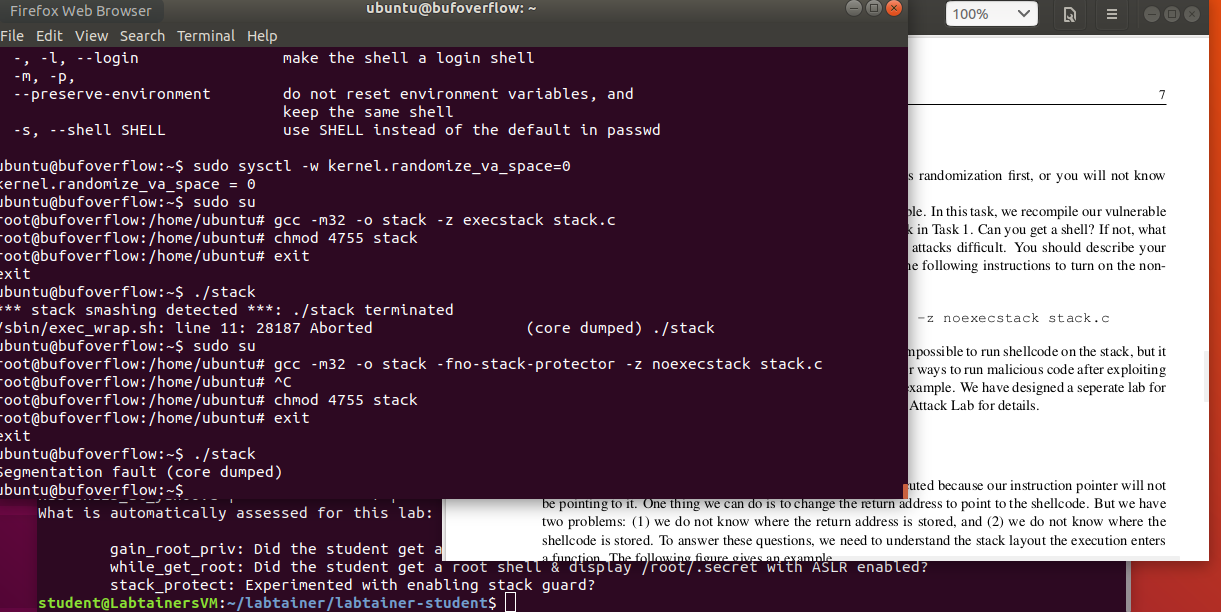 Firefox Web Browser
ubuntu@bufoverflow: ~
100%
File Edit View Search Terminal Help
-, -l, --login make the shell a login shell
-m, -p,
--preserve-environment do not reset environment variables, and
keep the same shell
-s, --shell SHELL use SHELL instead of the default in passwd
ubuntu@bufoverflow:~$ sudo sysctl -w kernel.randomize_va_space=0
kernel.randomize_va_space = 0
ubuntu@bufoverflow:~$ sudo su
root@bufoverflow:/home/ubuntu# gcc -m32 -o stack -z execstack stack.c
root@bufoverflow:/home/ubuntu# chmod 4755 stack
root@bufoverflow:/home/ubuntu# exit
exit
ubuntu@bufoverflow:~$ ./stack
*** stack smashing detected ***: ./stack terminated
/sbin/exec_wrap.sh: line 11: 28187 Aborted (core dumped) ./stack
ubuntu@bufoverflow:~$ sudo su
root@bufoverflow:/home/ubuntu# gcc -m32 -o stack -fno-stack-protector -z noexecstack stack.c
root@bufoverflow:/home/ubuntu# ^C
root@bufoverflow:/home/ubuntu# chmod 4755 stack
root@bufoverflow:/home/ubuntu# exit
exit
ubuntu@bufoverflow:~$ ./stack
Segmentation fault (core dumped)
ubuntu@bufoverflow:~$
7
s randomization first, or you will not know
ble. In this task, we recompile our vulnerable
k in Task 1. Can you get a shell? If not, what
attacks difficult. You should describe your
he following instructions to turn on the non-
-z noexecstack stack.c
mpossible to run shellcode on the stack, but it
r ways to run malicious code after exploiting
example. We have designed a seperate lab for
Attack Lab for details.
uted because our instruction pointer will not
be pointing to it. One thing we can do is to change the return address to point to the shellcode. But we have
two problems: (1) we do not know where the return address is stored, and (2) we do not know where the
shellcode is stored. To answer these questions, we need to understand the stack layout the execution enters
a function. The following figure gives an example.
What is automatically assessed for this lab:
gain_root_priv: Did the student get a
while_get_root: Did the student get a root shell & display /root/.secret with ASLR enabled?
stack_protect: Experimented with enabling stack guard?
student@LabtainersVM:~/labtainer/labtainer-student$